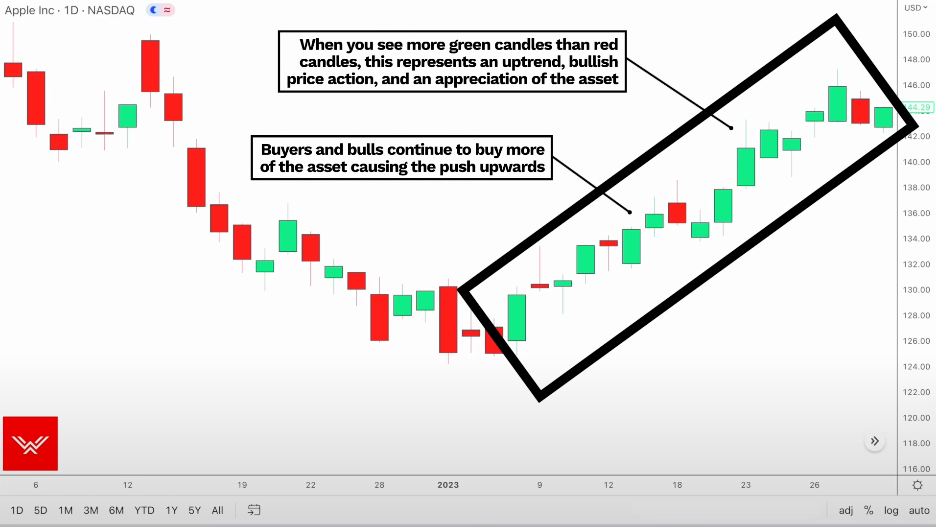 Apple Inc · 1D · NASDAQ
USD
When you see more green candles than red
candles, this represents an uptrend, bullish
price action, and an appreciation of the asset
Buyers and bulls continue to buy more
of the asset causing the push upwards
150.00
148.00
146.00
44.29
142.00
140.00
138.00
136.00
134.00
132.00
130.00
128.00
126.00
124.00
122.00
120.00
118.00
116.00
6 12 19 22 28 2023 9 12 18 23 26
1D 5D 1M 3M 6M YTD 1Y 5Y All adj % log auto